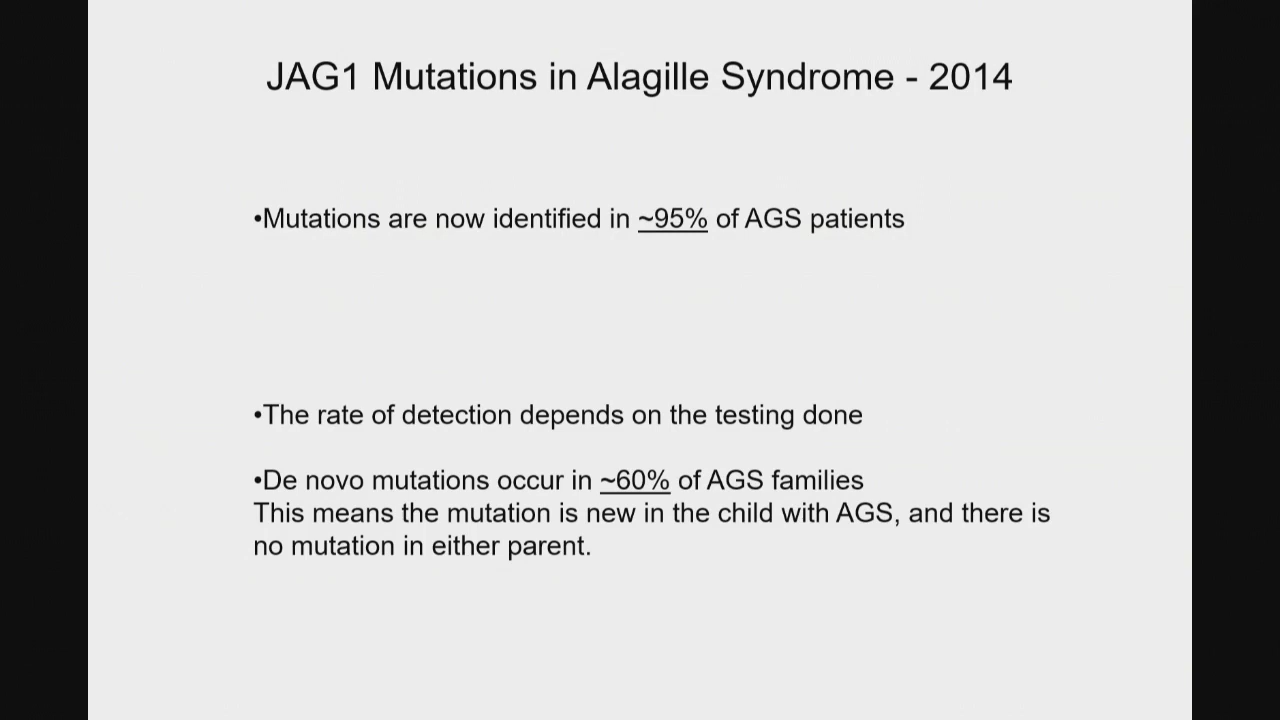 JAG1 Mutations in Alagille Syndrome - 2014
•Mutations are now identified in ~95% of AGS patients
•The rate of detection depends on the testing done
•De novo mutations occur in ~60% of AGS families
This means the mutation is new in the child with AGS, and there is
no mutation in either parent.